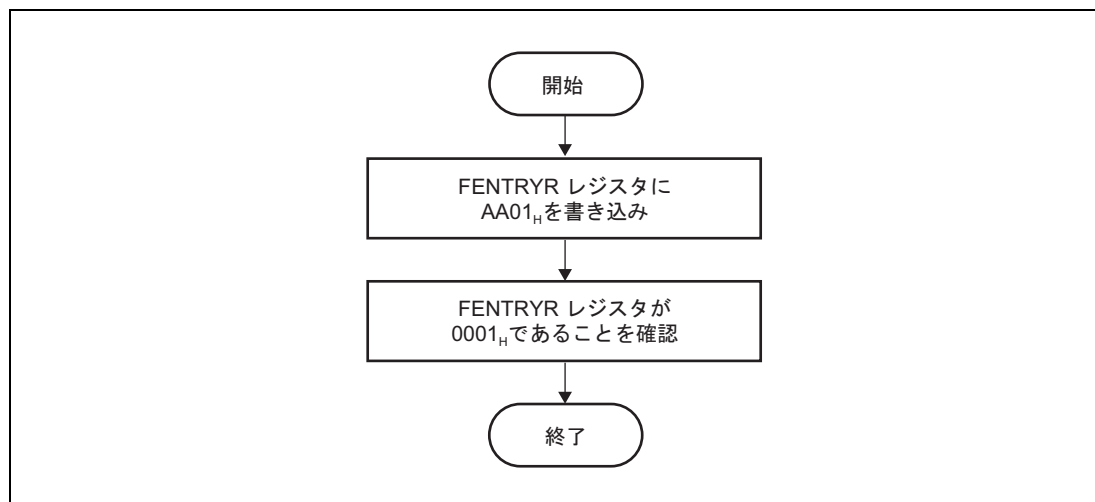 開始
FENTRYR レジスタに
AA01Hを書き込み
FENTRYR レジスタが
0001Hであることを確認
終了